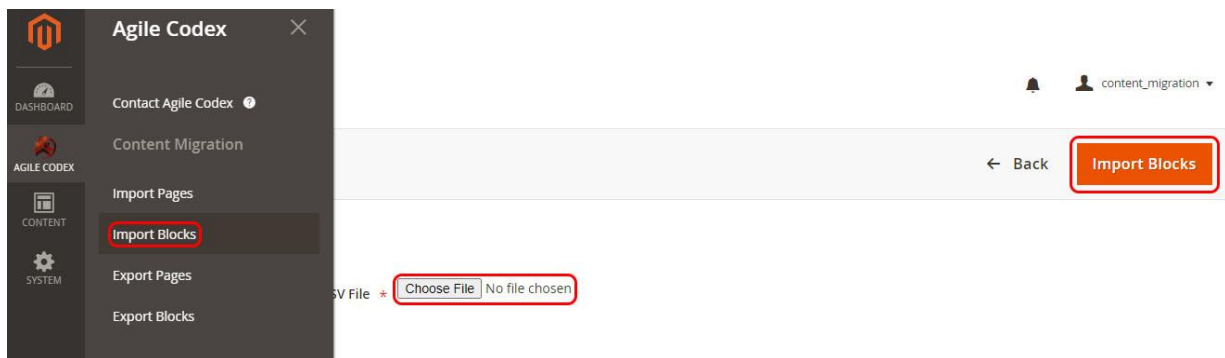 Agile Codex
DASHBOARD
AGILE CODEX
CONTENT
SYSTEM
Contact Agile Codex
Content Migration
Import Pages
Import Blocks
Export Pages
Export Blocks
content_migration
← Back
Import Blocks
SV File * Choose File No file chosen